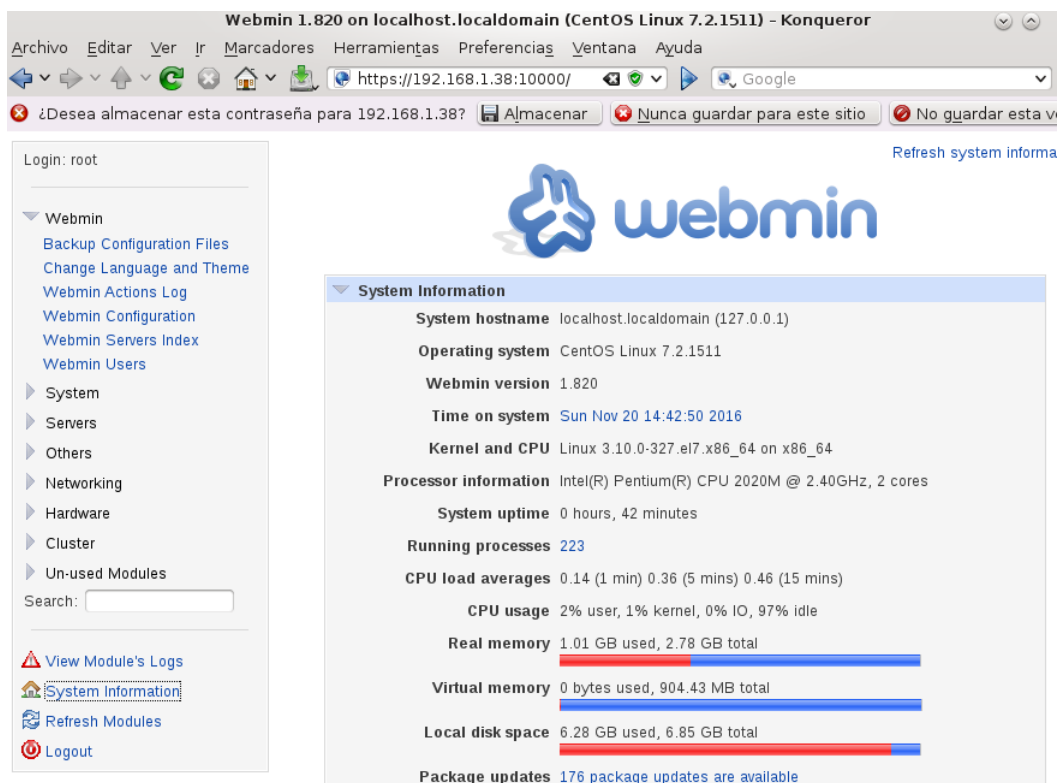 Webmin 1.820 on localhost.localdomain (CentOS Linux 7.2.1511) – Konqueror
Archivo Editar Ver Ir Marcadores Herramientas Preferencias Ventana Ayuda
https://192.168.1.38:10000/ Google
¿Desea almacenar esta contraseña para 192.168.1.38? Almacenar Nunca guardar para este sitio No guardar esta v
Login: root
Webmin
Backup Configuration Files
Change Language and Theme
Webmin Actions Log
Webmin Configuration
Webmin Servers Index
Webmin Users
System
Servers
Others
Networking
Hardware
Cluster
Un-used Modules
Search:
View Module's Logs
System Information
Refresh Modules
Logout
Refresh system informa
webmin
System Information
System hostname localhost.localdomain (127.0.0.1)
Operating system CentOS Linux 7.2.1511
Webmin version 1.820
Time on system Sun Nov 20 14:42:50 2016
Kernel and CPU Linux 3.10.0-327.el7.x86_64 on x86_64
Processor information Intel(R) Pentium(R) CPU 2020M @ 2.40GHz, 2 cores
System uptime 0 hours, 42 minutes
Running processes 223
CPU load averages 0.14 (1 min) 0.36 (5 mins) 0.46 (15 mins)
CPU usage 2% user, 1% kernel, 0% IO, 97% idle
Real memory 1.01 GB used, 2.78 GB total
Virtual memory 0 bytes used, 904.43 MB total
Local disk space 6.28 GB used, 6.85 GB total
Package updates 176 package updates are available